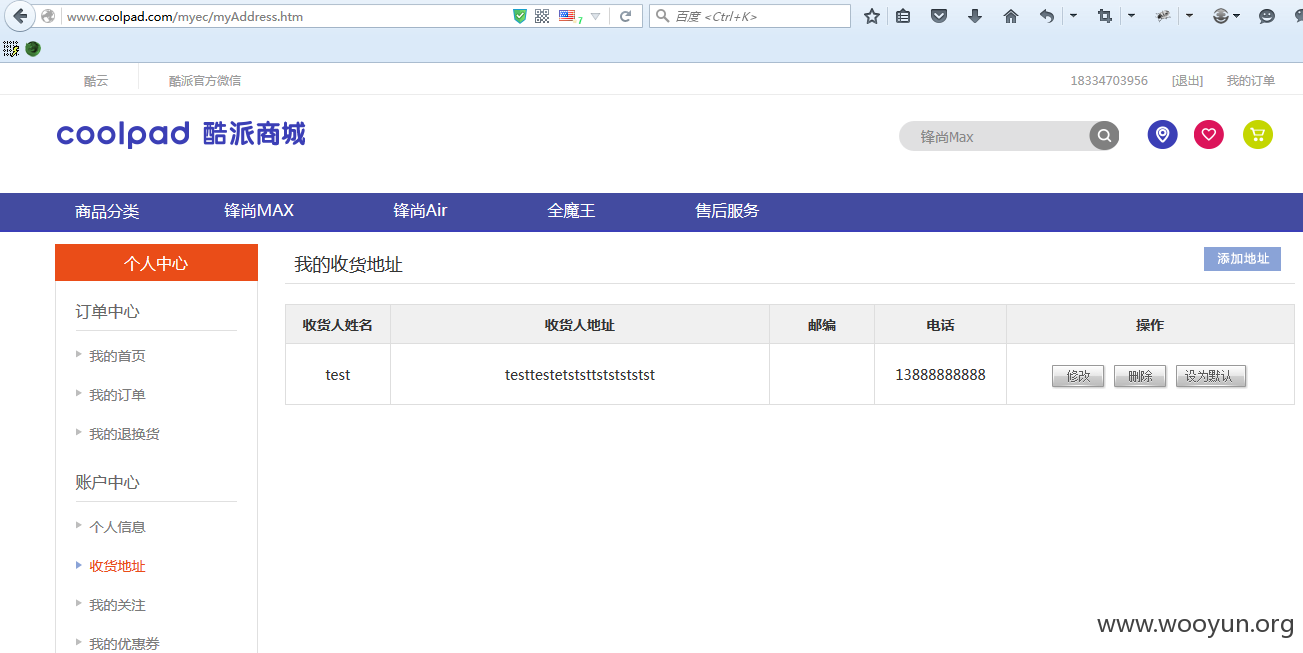 www.coolpad.com/myec/myAddress.htm
7
百度 <Ctrl+K>
酷云
酷派官方微信
18334703956
[退出]
我的订单
coolpad 酷派商城
锋尚Max
商品分类
锋尚MAX
锋尚Air
全魔王
售后服务
个人中心
订单中心
我的首页
我的订单
我的退换货
账户中心
个人信息
收货地址
我的关注
我的优惠券
我的收货地址
添加地址
收货人姓名 收货人地址 邮编 电话 操作
test testtestetststtststststst 13888888888 修改 删除 设为默认
www.wooyun.org